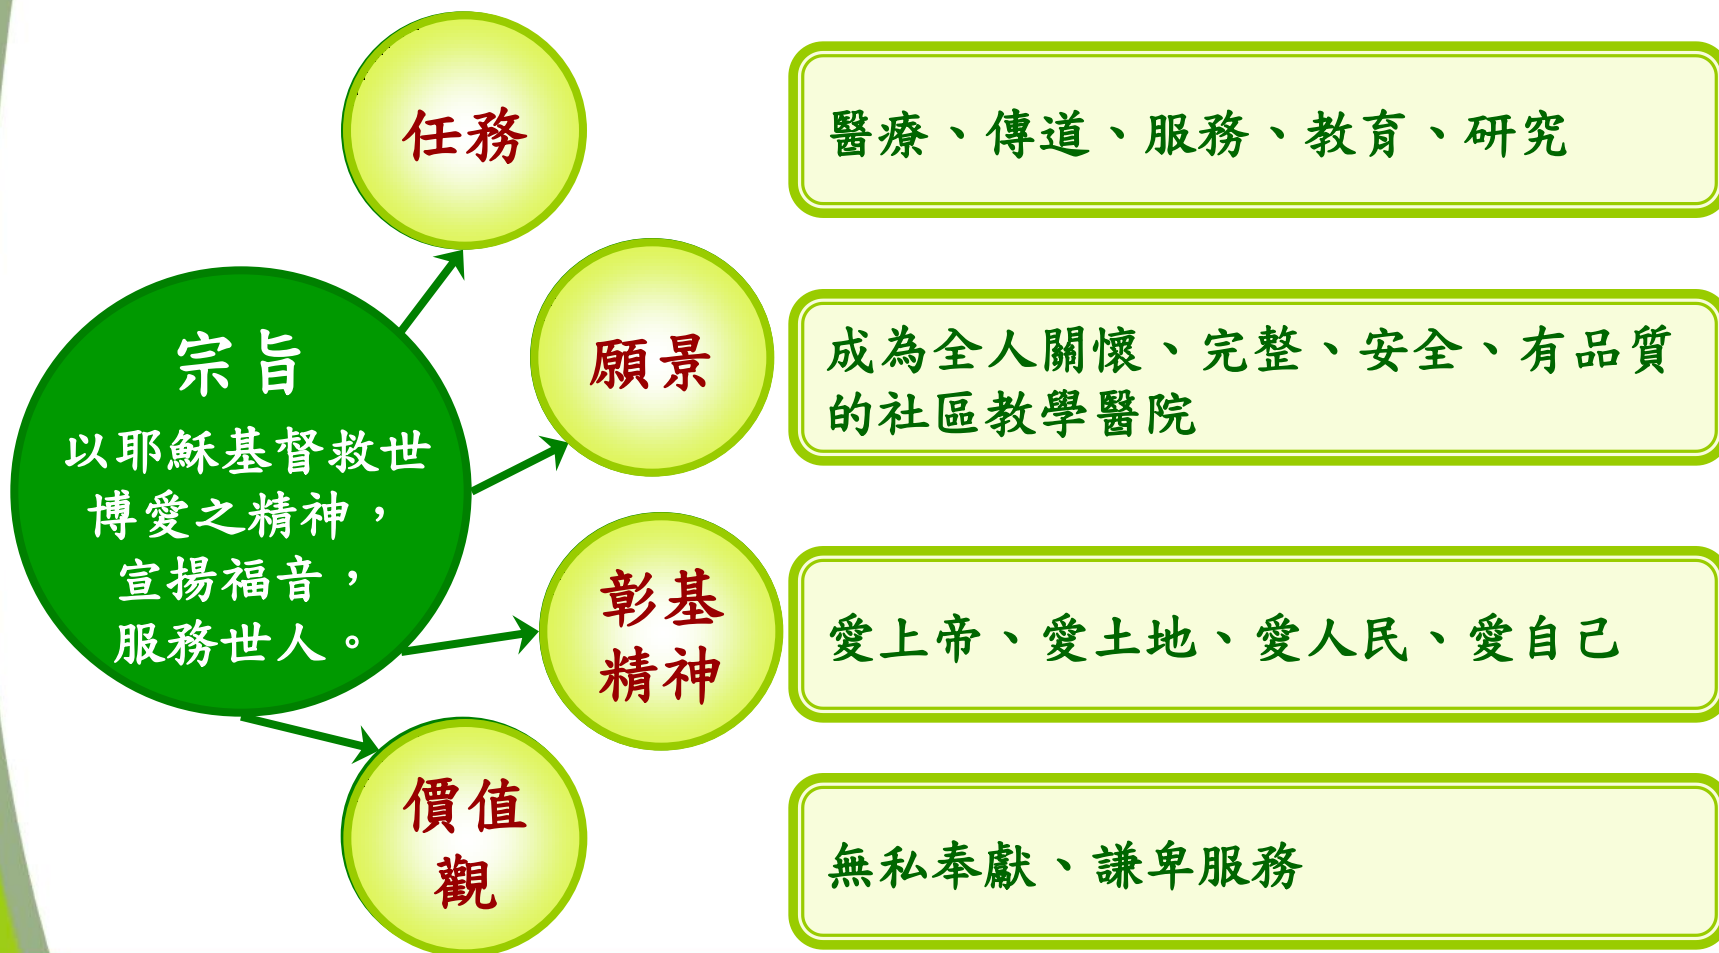 宗旨
以耶穌基督救世
博愛之精神，
宣揚福音，
服務世人。
任務
醫療、傳道、服務、教育、研究
願景
成為全人關懷、完整、安全、有品質
的社區教學醫院
彰基
精神
愛上帝、愛土地、愛人民、愛自己
價值
觀
無私奉獻、謙卑服務